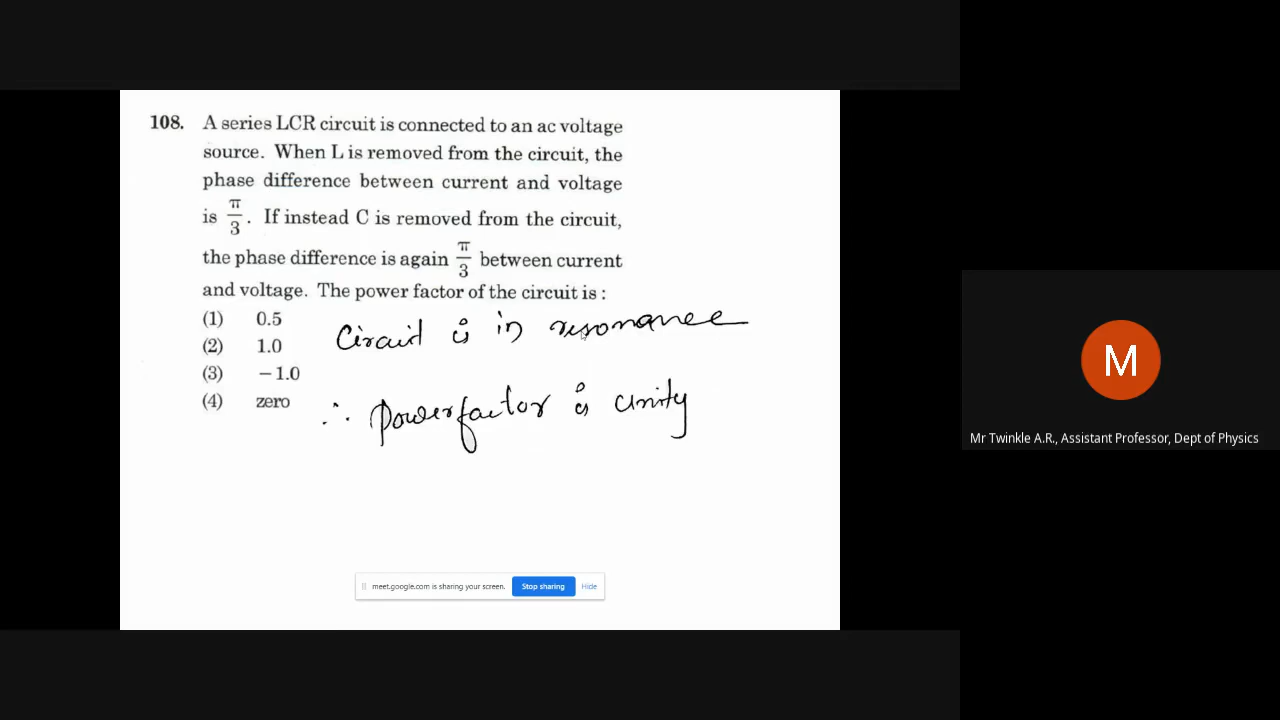 108. A series LCR circuit is connected to an ac voltage
source. When L is removed from the circuit, the
phase difference between current and voltage
is π/3. If instead C is removed from the circuit,
the phase difference is again π/3 between current
and voltage. The power factor of the circuit is :
(1) 0.5
(2) 1.0
(3) −1.0
(4) zero
Circuit is in resonance
∴ powerfactor is unity
M
Mr Twinkle A.R., Assistant Professor, Dept of Physics
meet.google.com is sharing your screen. Stop sharing Hide